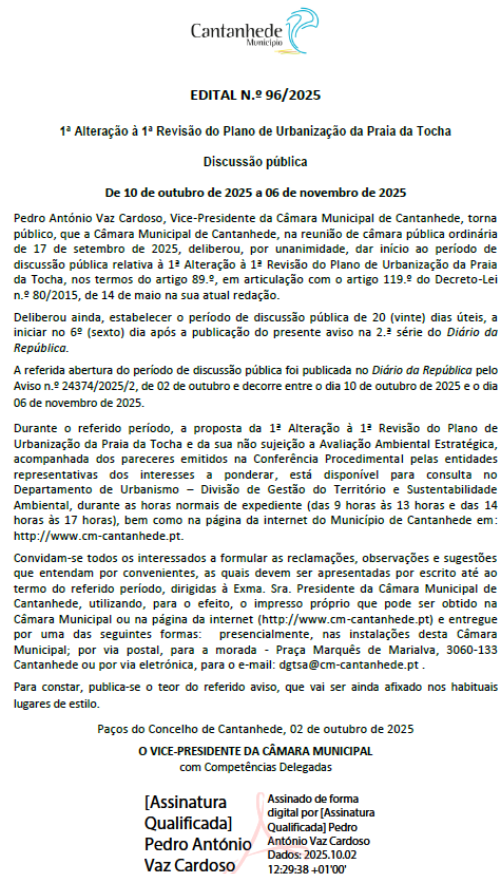 Cantanhede
Município
EDITAL N.º 96/2025
1ª Alteração à 1ª Revisão do Plano de Urbanização da Praia da Tocha
Discussão pública
De 10 de outubro de 2025 a 06 de novembro de 2025
Pedro António Vaz Cardoso, Vice-Presidente da Câmara Municipal de Cantanhede, torna
público, que a Câmara Municipal de Cantanhede, na reunião de câmara pública ordinária
de 17 de setembro de 2025, deliberou, por unanimidade, dar início ao período de
discussão pública relativa à 1ª Alteração à 1ª Revisão do Plano de Urbanização da Praia
da Tocha, nos termos do artigo 89.º, em articulação com o artigo 119.º do Decreto-Lei
n.º 80/2015, de 14 de maio na sua atual redação.
Deliberou ainda, estabelecer o período de discussão pública de 20 (vinte) dias úteis, a
iniciar no 6º (sexto) dia após a publicação do presente aviso na 2.ª série do Diário da
República.
A referida abertura do período de discussão pública foi publicada no Diário da República pelo
Aviso n.º 24374/2025/2, de 02 de outubro e decorre entre o dia 10 de outubro de 2025 e o dia
06 de novembro de 2025.
Durante o referido período, a proposta da 1ª Alteração à 1ª Revisão do Plano de
Urbanização da Praia da Tocha e da sua não sujeição a Avaliação Ambiental Estratégica,
acompanhada dos pareceres emitidos na Conferência Procedimental pelas entidades
representativas dos interesses a ponderar, está disponível para consulta no
Departamento de Urbanismo – Divisão de Gestão do Território e Sustentabilidade
Ambiental, durante as horas normais de expediente (das 9 horas às 13 horas e das 14
horas às 17 horas), bem como na página da internet do Município de Cantanhede em:
http://www.cm-cantanhede.pt.
Convidam-se todos os interessados a formular as reclamações, observações e sugestões
que entendam por convenientes, as quais devem ser apresentadas por escrito até ao
termo do referido período, dirigidas à Exma. Sra. Presidente da Câmara Municipal de
Cantanhede, utilizando, para o efeito, o impresso próprio que pode ser obtido na
Câmara Municipal ou na página da internet (http://www.cm-cantanhede.pt) e entregue
por uma das seguintes formas: presencialmente, nas instalações desta Câmara
Municipal; por via postal, para a morada - Praça Marquês de Marialva, 3060-133
Cantanhede ou por via eletrónica, para o e-mail: dgtsa@cm-cantanhede.pt .
Para constar, publica-se o teor do referido aviso, que vai ser ainda afixado nos habituais
lugares de estilo.
Paços do Concelho de Cantanhede, 02 de outubro de 2025
O VICE-PRESIDENTE DA CÂMARA MUNICIPAL
com Competências Delegadas
[Assinatura
Qualificada]
Pedro António
Vaz Cardoso
Assinado de forma
digital por [Assinatura
Qualificada] Pedro
António Vaz Cardoso
Dados: 2025.10.02
12:29:38 +01'00'